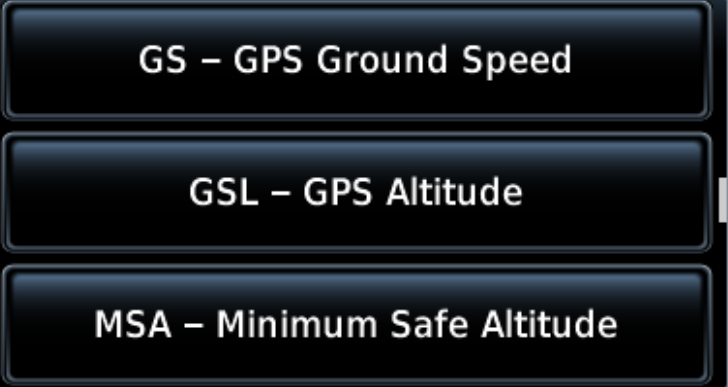 GS – GPS Ground Speed
GSL – GPS Altitude
MSA – Minimum Safe Altitude